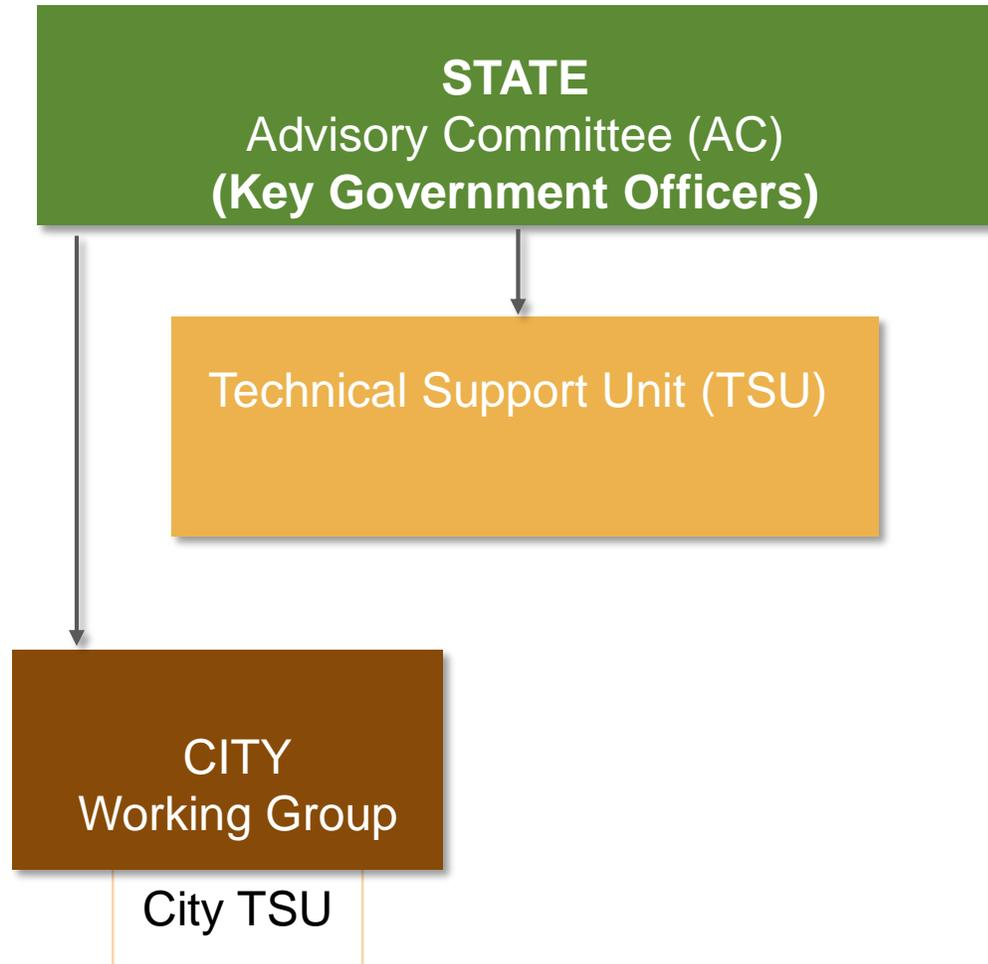 STATE
Advisory Committee (AC)
(Key Government Officers)
Technical Support Unit (TSU)
CITY
Working Group
City TSU